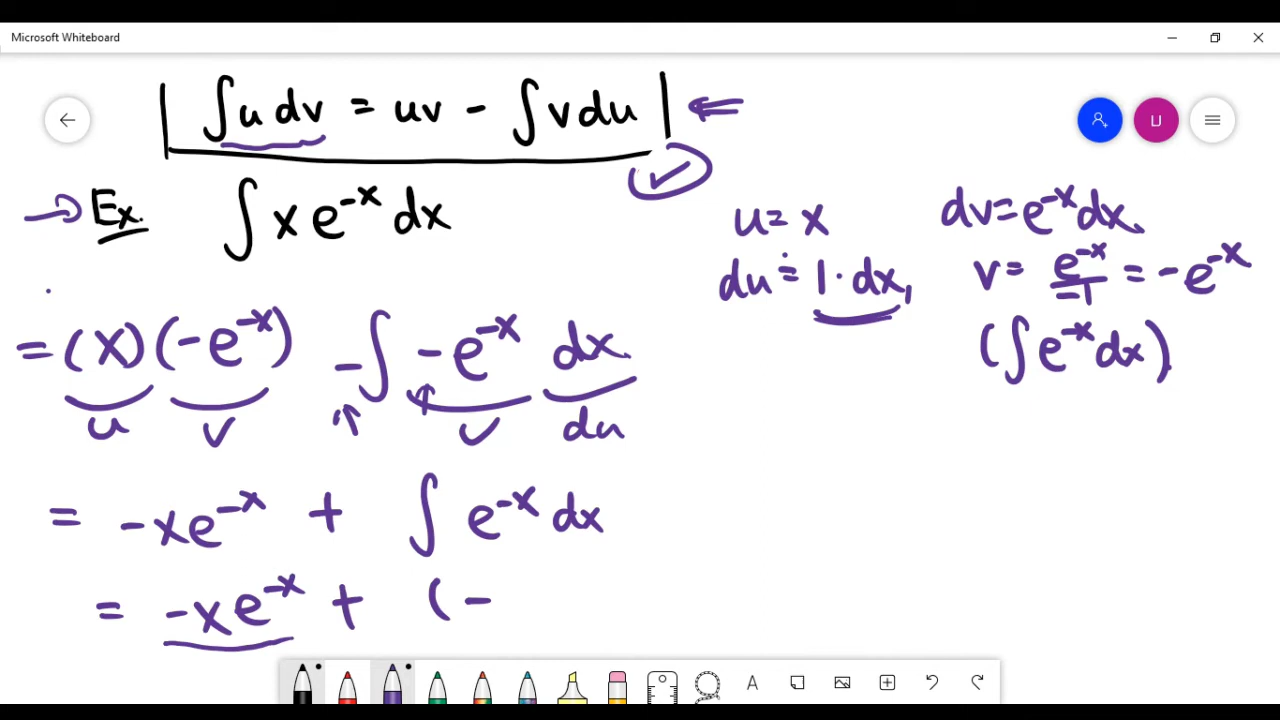 Microsoft Whiteboard
∫u dv = uv - ∫v du
Ex. ∫ x e^{-x} dx
u = x
du = 1 · dx,
dv = e^{-x} dx
v = e^{-x}/-1 = -e^{-x}
(∫ e^{-x} dx)
= (x)(-e^{-x}) - ∫ -e^{-x} dx
u v v du
= -xe^{-x} + ∫ e^{-x} dx
= -xe^{-x} + (-
U
A